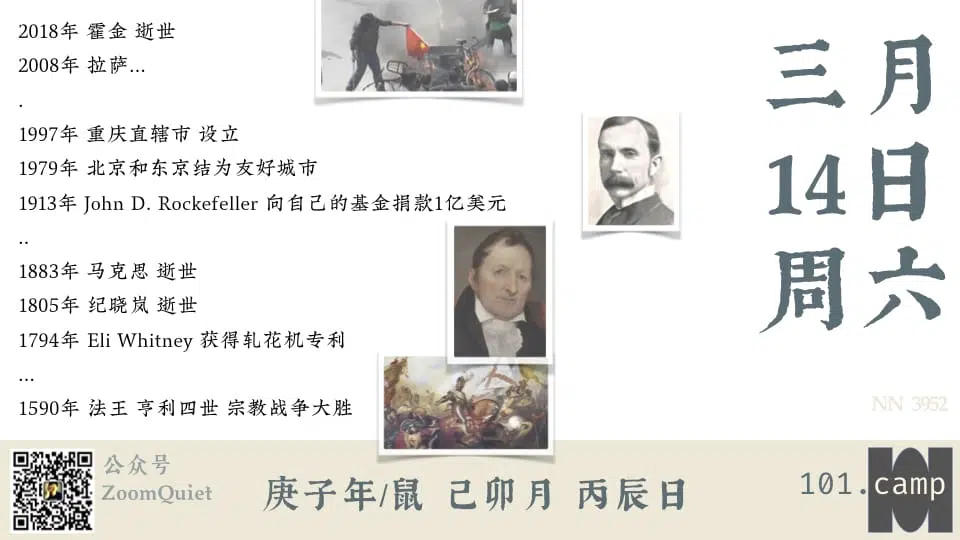 2018年 霍金 逝世
2008年 拉萨...
.
1997年 重庆直辖市 设立
1979年 北京和东京结为友好城市
1913年 John D. Rockefeller 向自己的基金捐款1亿美元
..
1883年 马克思 逝世
1805年 纪晓岚 逝世
1794年 Eli Whitney 获得轧花机专利
...
1590年 法王 亨利四世 宗教战争大胜
三月
14日
周六
NN 3952
公众号
ZoomQuiet
庚子年/鼠 己卯月 丙辰日
101.camp